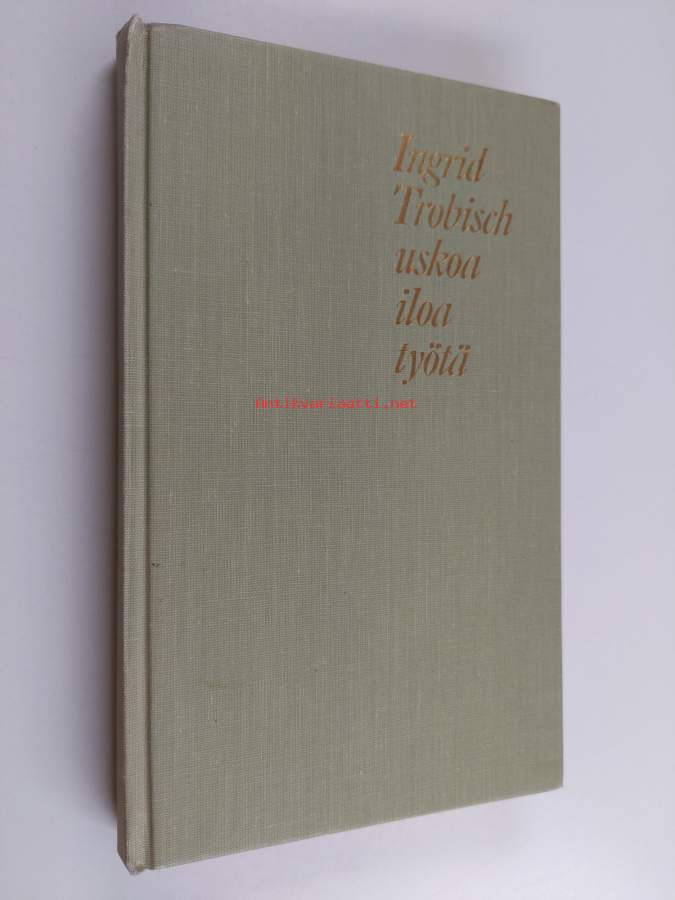 Ingrid
Trobisch
uskoa
iloa
työtä
Antikvariaatti.net